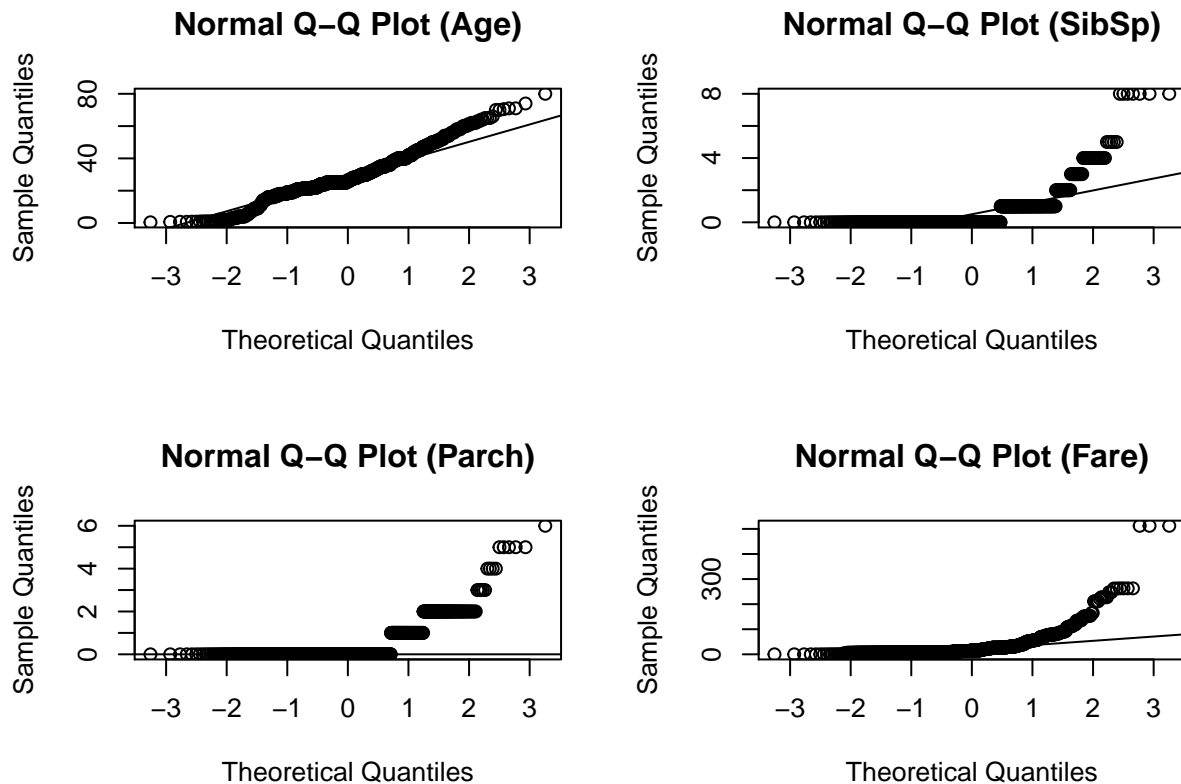 Normal Q−Q Plot (Age)
Sample Quantiles
0 40 80
−3 −2 −1 0 1 2 3
Theoretical Quantiles
Normal Q−Q Plot (SibSp)
Sample Quantiles
0 4 8
−3 −2 −1 0 1 2 3
Theoretical Quantiles
Normal Q−Q Plot (Parch)
Sample Quantiles
0 2 4 6
−3 −2 −1 0 1 2 3
Theoretical Quantiles
Normal Q−Q Plot (Fare)
Sample Quantiles
0 300
−3 −2 −1 0 1 2 3
Theoretical Quantiles